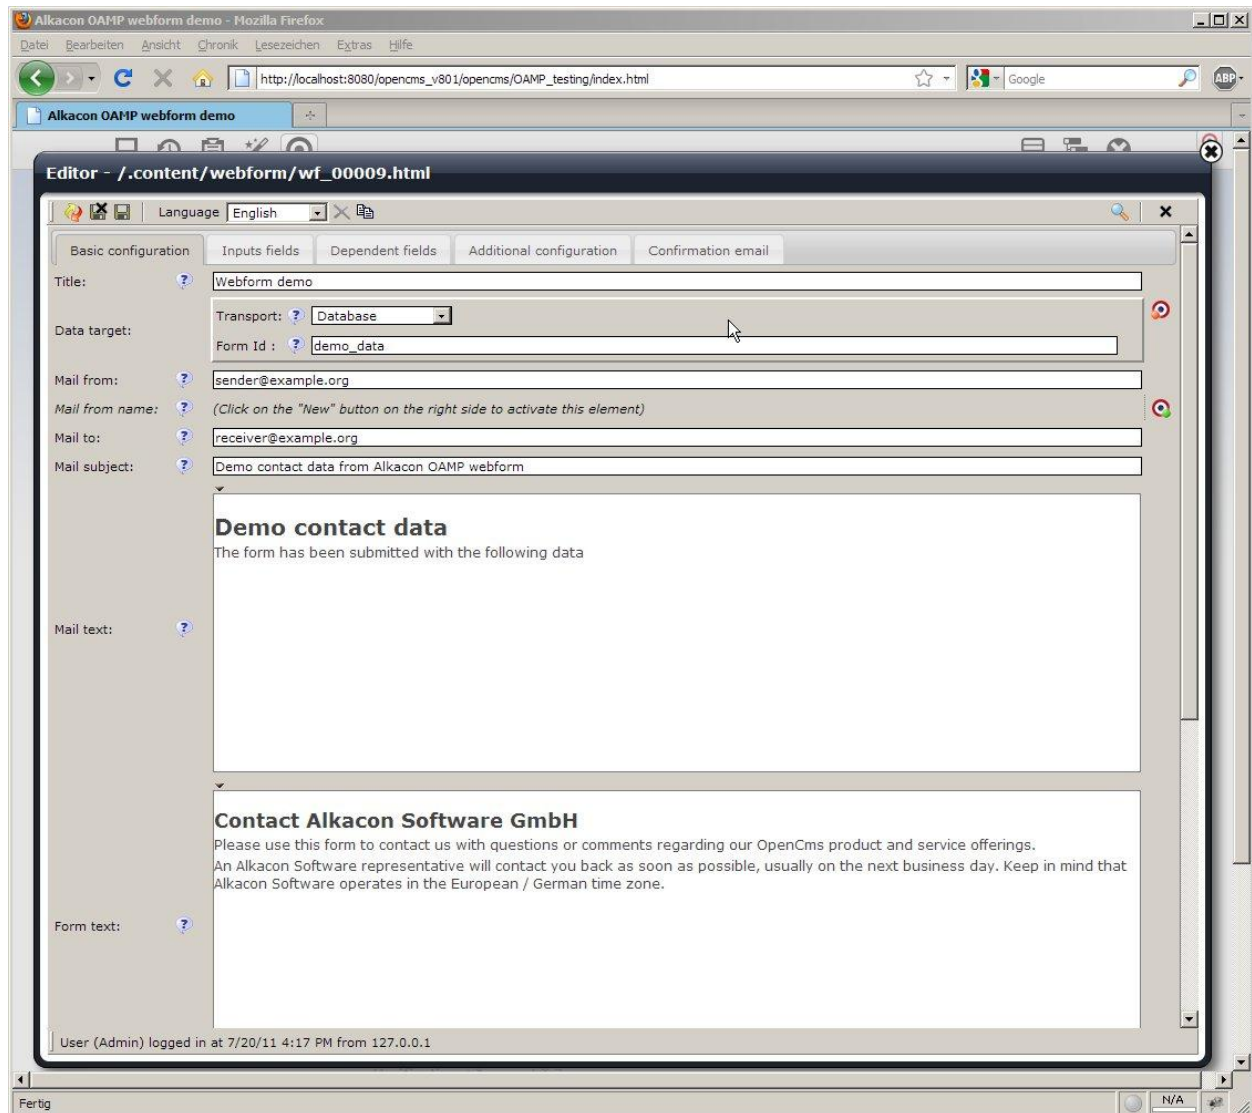 Alkacon OAMP webform demo - Mozilla Firefox
Datei Bearbeiten Ansicht Chronik Lesezeichen Extras Hilfe
http://localhost:8080/opencms_v801/opencms/OAMP_testing/index.html
Google
ABP
Alkacon OAMP webform demo
Editor - /.content/webform/wf_00009.html
Language English
Basic configuration Inputs fields Dependent fields Additional configuration Confirmation email
Title: ? Webform demo
Data target:
Transport: ? Database
Form Id : ? demo_data
Mail from: ? sender@example.org
Mail from name: ? (Click on the "New" button on the right side to activate this element)
Mail to: ? receiver@example.org
Mail subject: ? Demo contact data from Alkacon OAMP webform
Demo contact data
The form has been submitted with the following data
Mail text: ?
Contact Alkacon Software GmbH
Please use this form to contact us with questions or comments regarding our OpenCms product and service offerings.
An Alkacon Software representative will contact you back as soon as possible, usually on the next business day. Keep in mind that
Alkacon Software operates in the European / German time zone.
Form text: ?
User (Admin) logged in at 7/20/11 4:17 PM from 127.0.0.1
Fertig
N/A